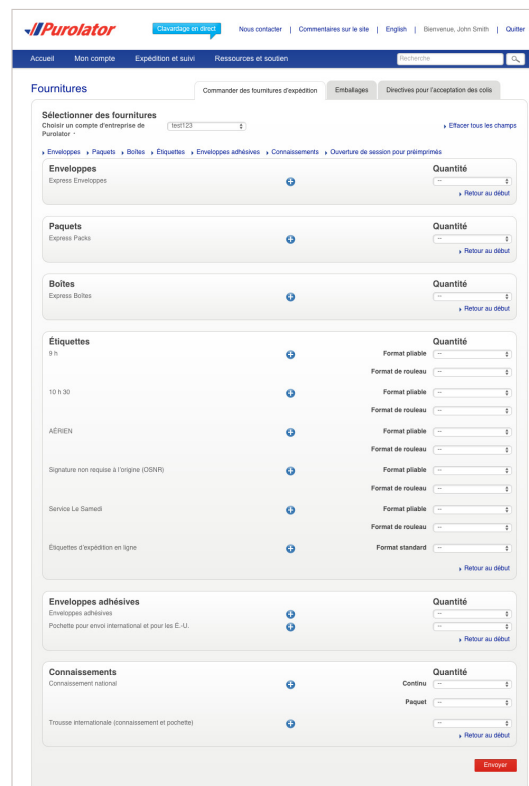 Purolator
Clavardage en direct
Nous contacter | Commentaires sur le site | English | Bienvenue, John Smith | Quitter
Accueil Mon compte Expédition et suivi Ressources et soutien Recherche
Fournitures
Commander des fournitures d'expédition Emballages Directives pour l'acceptation des colis
Sélectionner des fournitures
Choisir un compte d'entreprise de test123
Purolator *
Effacer tous les champs
Enveloppes Paquets Boîtes Étiquettes Enveloppes adhésives Connaissements Ouverture de session pour préimprimés
Enveloppes Quantité
Express Enveloppes --
Retour au début
Paquets Quantité
Express Packs --
Retour au début
Boîtes Quantité
Express Boîtes --
Retour au début
Étiquettes Quantité
9 h Format pliable --
Format de rouleau --
10 h 30 Format pliable --
Format de rouleau --
AÉRIEN Format pliable --
Format de rouleau --
Signature non requise à l'origine (OSNR) Format pliable --
Format de rouleau --
Service Le Samedi Format pliable --
Format de rouleau --
Étiquettes d'expédition en ligne Format standard --
Retour au début
Enveloppes adhésives Quantité
Enveloppes adhésives --
Pochette pour envoi international et pour les É.-U. --
Retour au début
Connaissements Quantité
Connaissement national Continu --
Paquet --
Trousse internationale (connaissement et pochette) --
Retour au début
Envoyer